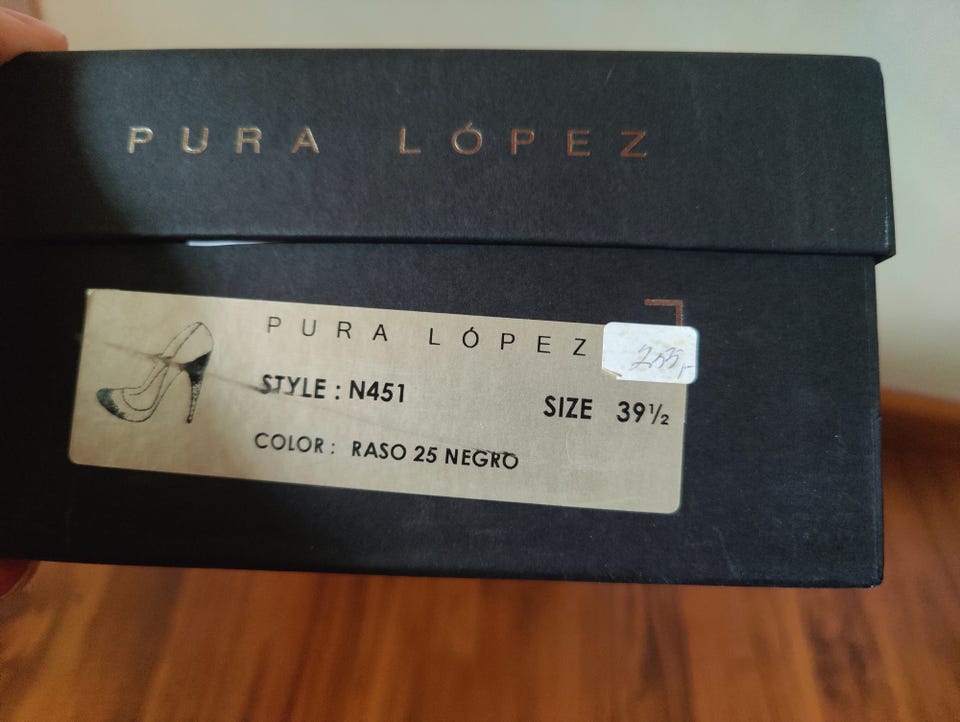 PURA LÓPEZ
PURA LÓPEZ
STYLE : N451
SIZE 39½
COLOR : RASO 25 NEGRO